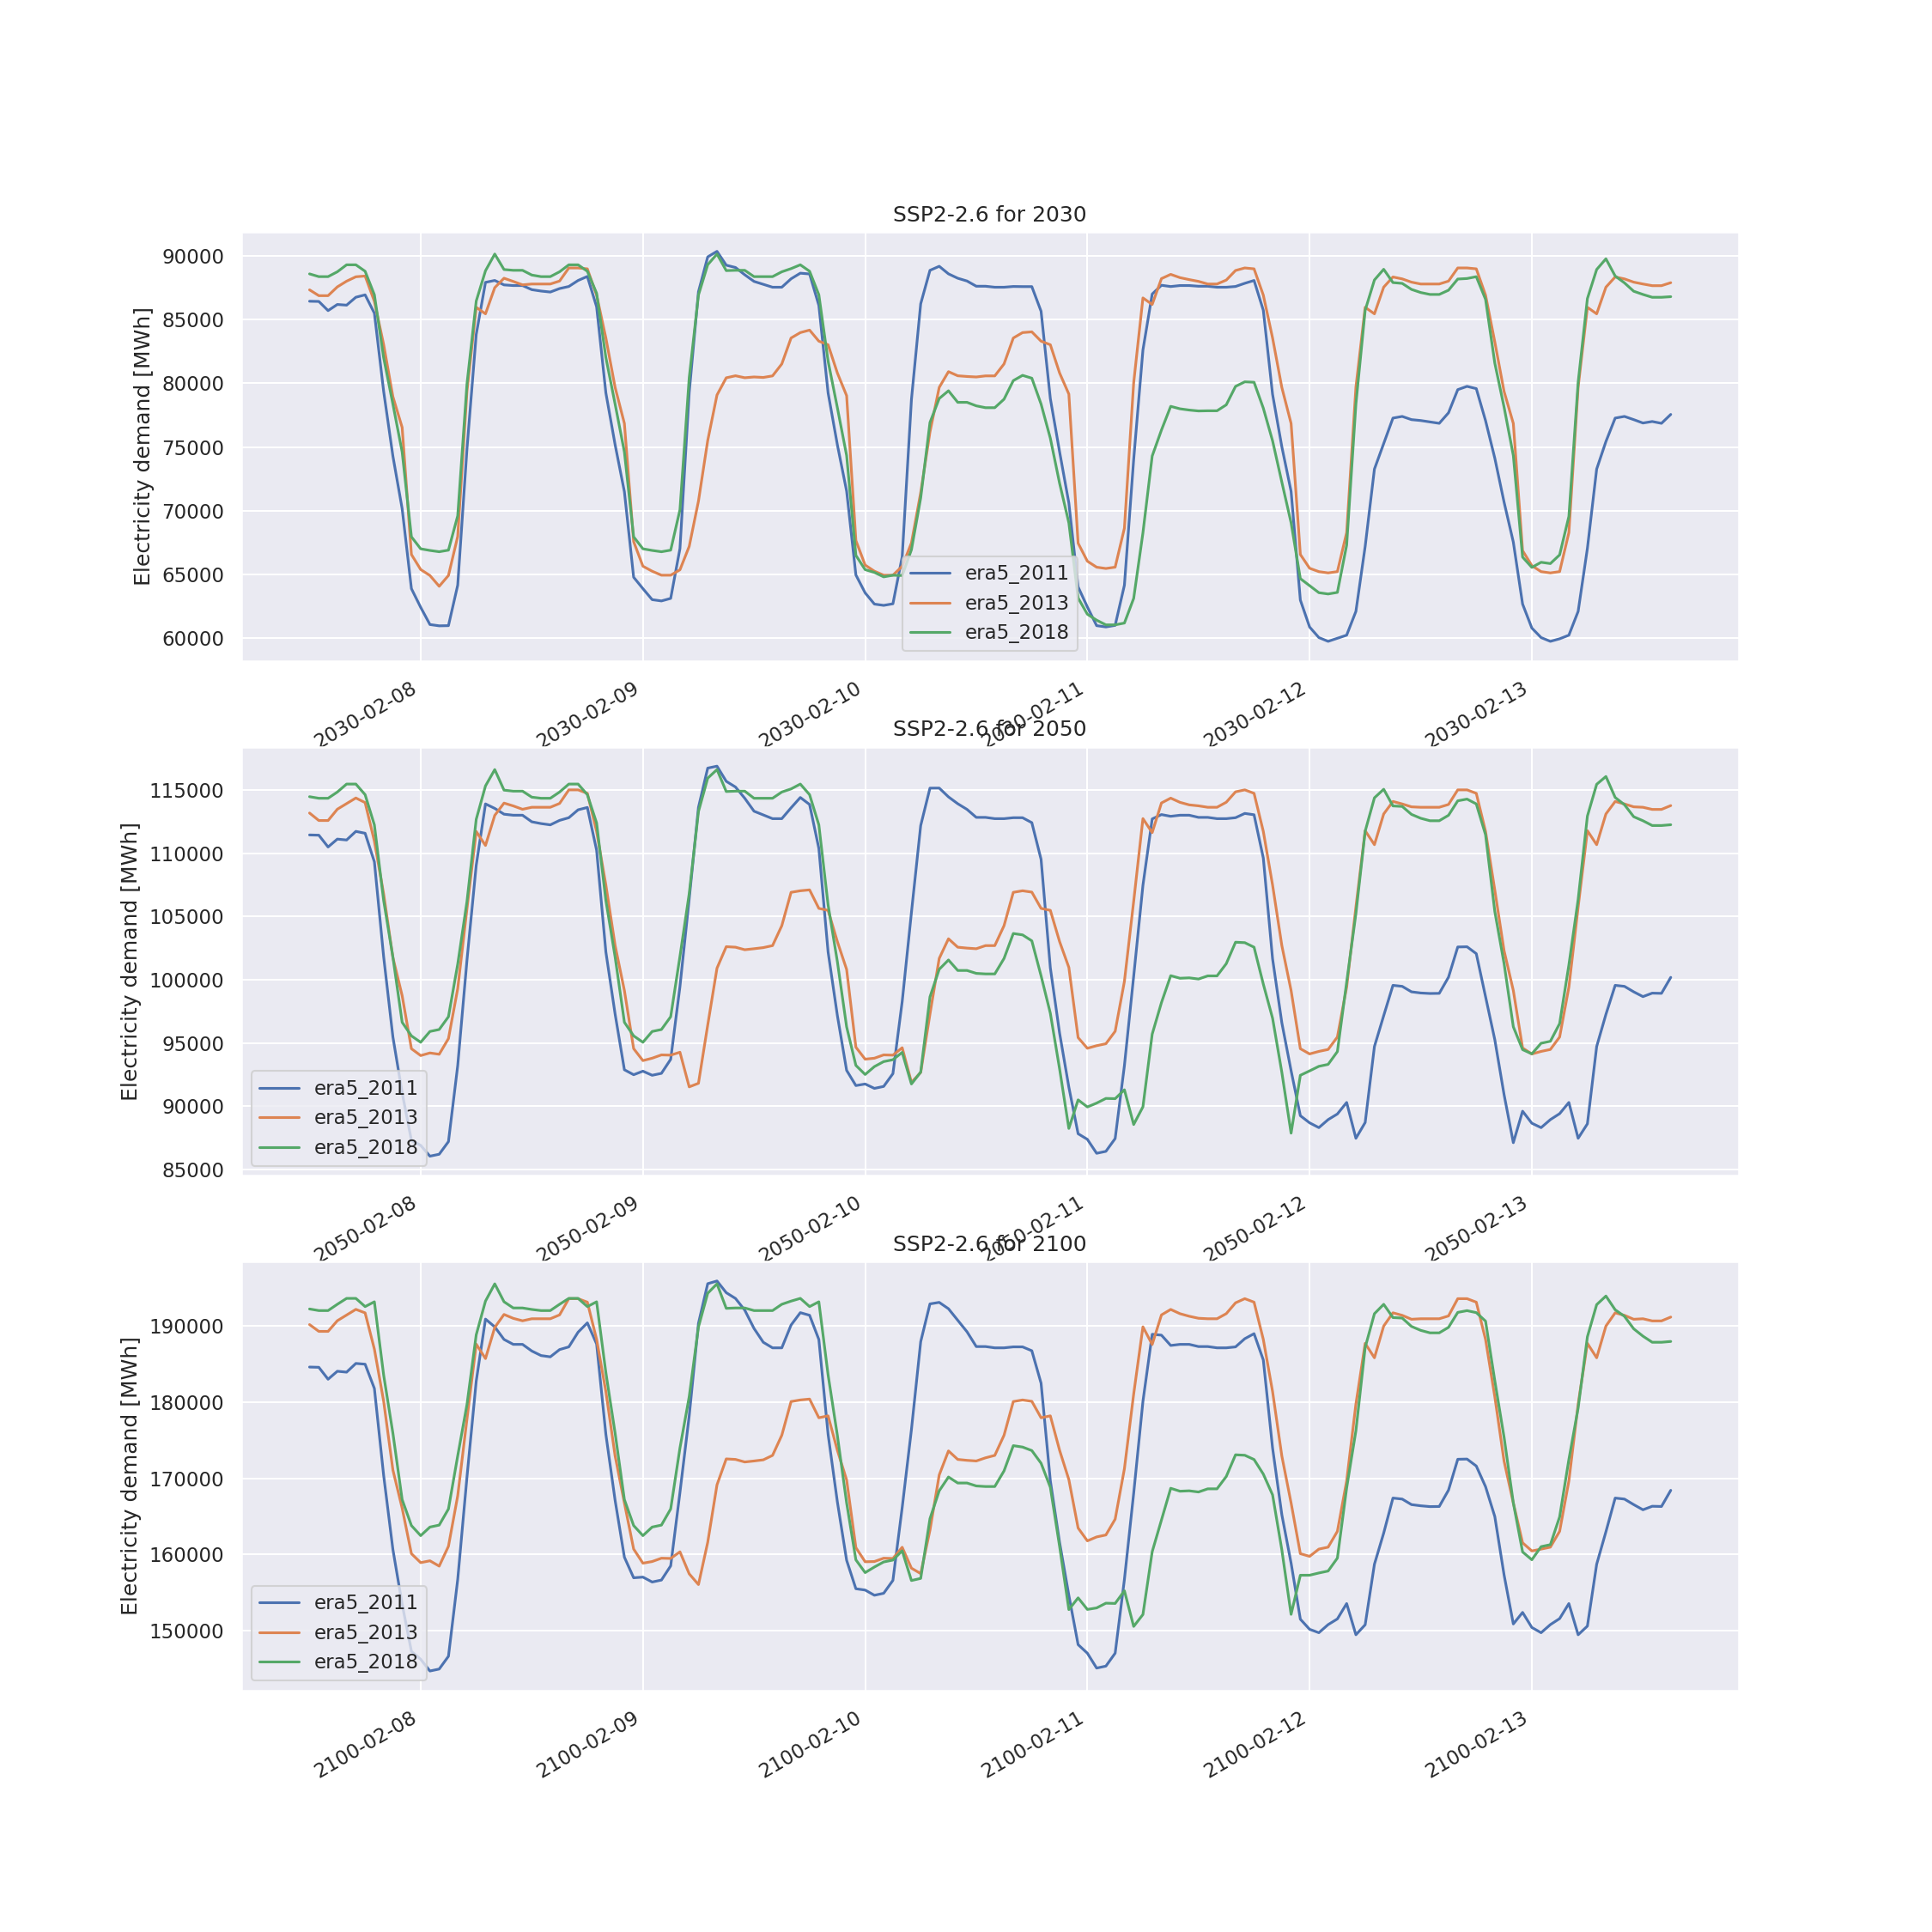 SSP2-2.6 for 2030
Electricity demand [MWh]
90000
85000
80000
75000
70000
65000
60000
era5_2011
era5_2013
era5_2018
2030-02-08
2030-02-09
2030-02-10
2030-02-11
2030-02-12
2030-02-13
SSP2-2.6 for 2050
Electricity demand [MWh]
115000
110000
105000
100000
95000
90000
85000
era5_2011
era5_2013
era5_2018
2050-02-08
2050-02-09
2050-02-10
2050-02-11
2050-02-12
2050-02-13
SSP2-2.6 for 2100
Electricity demand [MWh]
190000
180000
170000
160000
150000
era5_2011
era5_2013
era5_2018
2100-02-08
2100-02-09
2100-02-10
2100-02-11
2100-02-12
2100-02-13